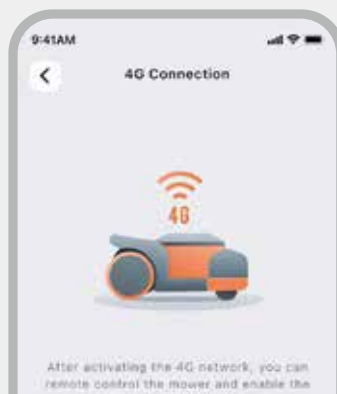 9:41AM
4G Connection
4G
After activating the 4G network, you can
remote control the mower and enable the